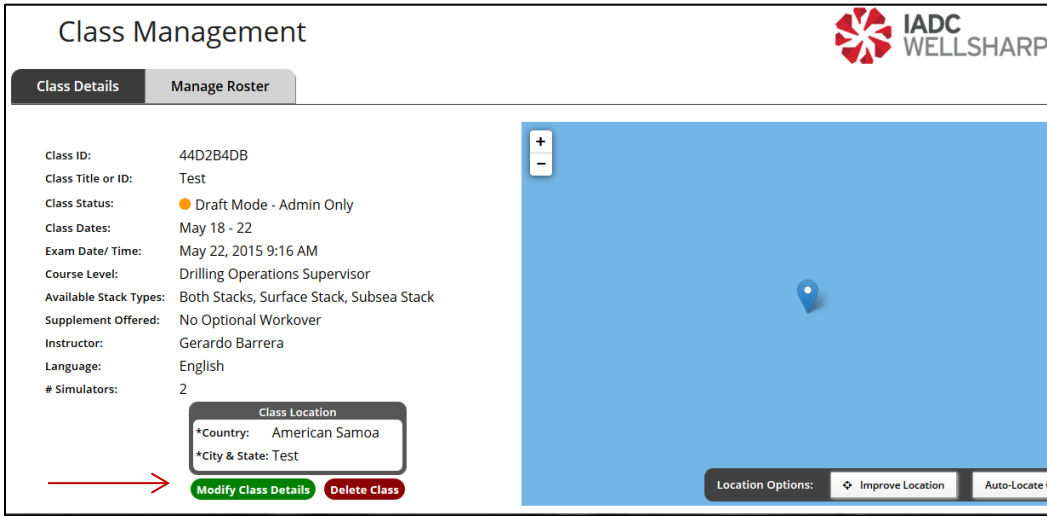 Class Management
IADC
WELLSHARP
Class Details
Manage Roster
Class ID: 44D2B4DB
Class Title or ID: Test
Class Status: Draft Mode - Admin Only
Class Dates: May 18 - 22
Exam Date/ Time: May 22, 2015 9:16 AM
Course Level: Drilling Operations Supervisor
Available Stack Types: Both Stacks, Surface Stack, Subsea Stack
Supplement Offered: No Optional Workover
Instructor: Gerardo Barrera
Language: English
# Simulators: 2
Class Location
*Country: American Samoa
*City & State: Test
Modify Class Details
Delete Class
+
−
Location Options:
Improve Location
Auto-Locate